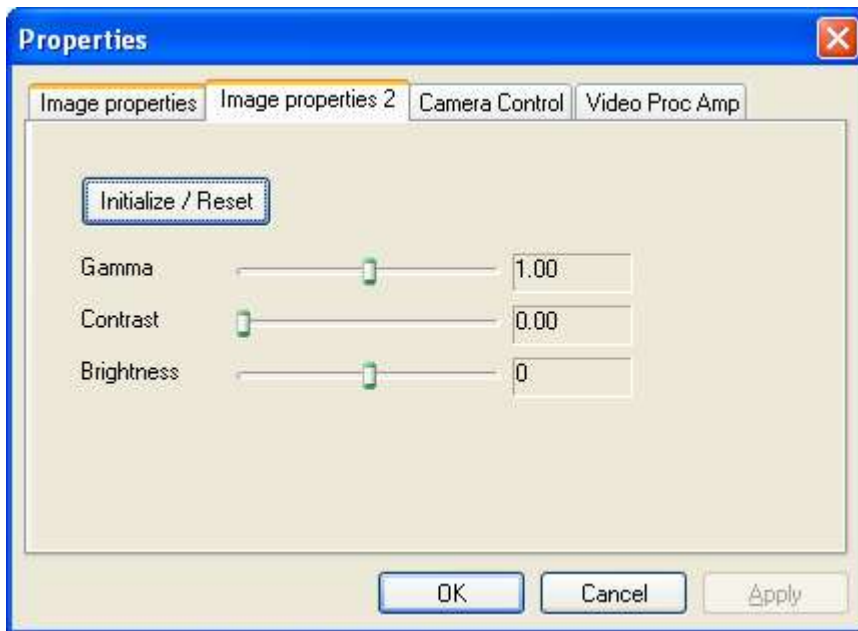 Properties
Image properties Image properties 2 Camera Control Video Proc Amp
Initialize / Reset
Gamma 1.00
Contrast 0.00
Brightness 0
OK Cancel Apply